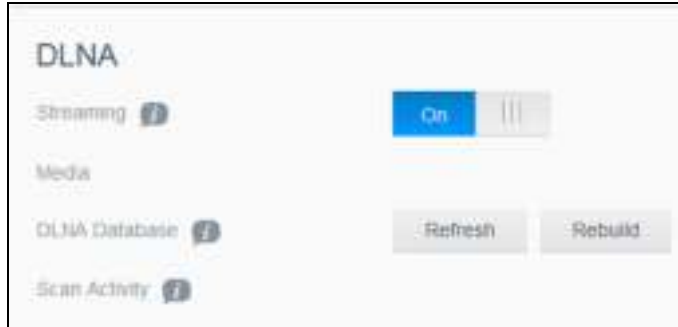 DLNA
Streaming
On
Media
DLNA Database
Refresh Rebuild
Scan Activity